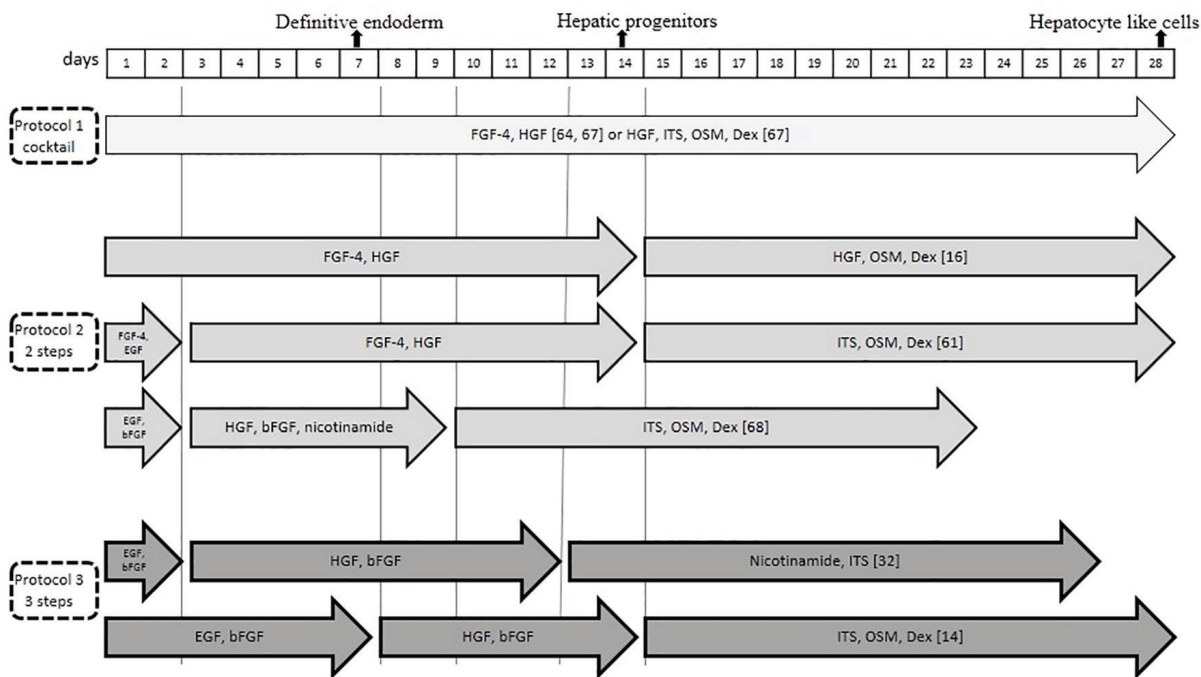 Definitive endoderm
Hepatic progenitors
Hepatocyte like cells
days 1 2 3 4 5 6 7 8 9 10 11 12 13 14 15 16 17 18 19 20 21 22 23 24 25 26 27 28
Protocol 1
cocktail
FGF-4, HGF [64, 67] or HGF, ITS, OSM, Dex [67]
FGF-4, HGF
HGF, OSM, Dex [16]
Protocol 2
2 steps
FGF-4,
EGF
FGF-4, HGF
ITS, OSM, Dex [61]
EGF,
bFGF
HGF, bFGF, nicotinamide
ITS, OSM, Dex [68]
Protocol 3
3 steps
EGF,
bFGF
HGF, bFGF
Nicotinamide, ITS [32]
EGF, bFGF
HGF, bFGF
ITS, OSM, Dex [14]